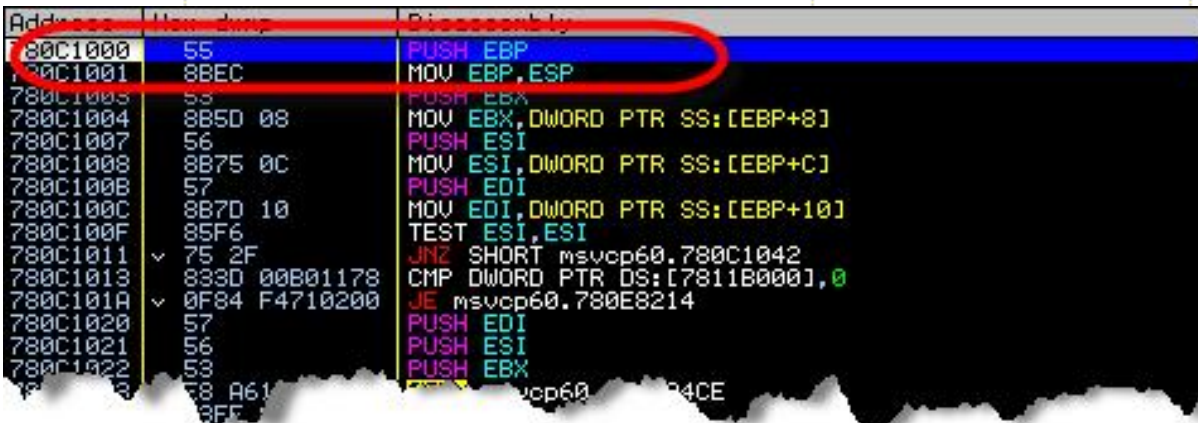 Address Hex dump Disassembly
780C1000 55 PUSH EBP
780C1001 8BEC MOV EBP,ESP
780C1003 53 PUSH EBX
780C1004 8B5D 08 MOV EBX,DWORD PTR SS:[EBP+8]
780C1007 56 PUSH ESI
780C1008 8B75 0C MOV ESI,DWORD PTR SS:[EBP+C]
780C100B 57 PUSH EDI
780C100C 8B7D 10 MOV EDI,DWORD PTR SS:[EBP+10]
780C100F 85F6 TEST ESI,ESI
780C1011 75 2F JNZ SHORT msvcp60.780C1042
780C1013 833D 00B01178 CMP DWORD PTR DS:[7811B000],0
780C101A 0F84 F4710200 JE msvcp60.780E8214
780C1020 57 PUSH EDI
780C1021 56 PUSH ESI
780C1022 53 PUSH EBX